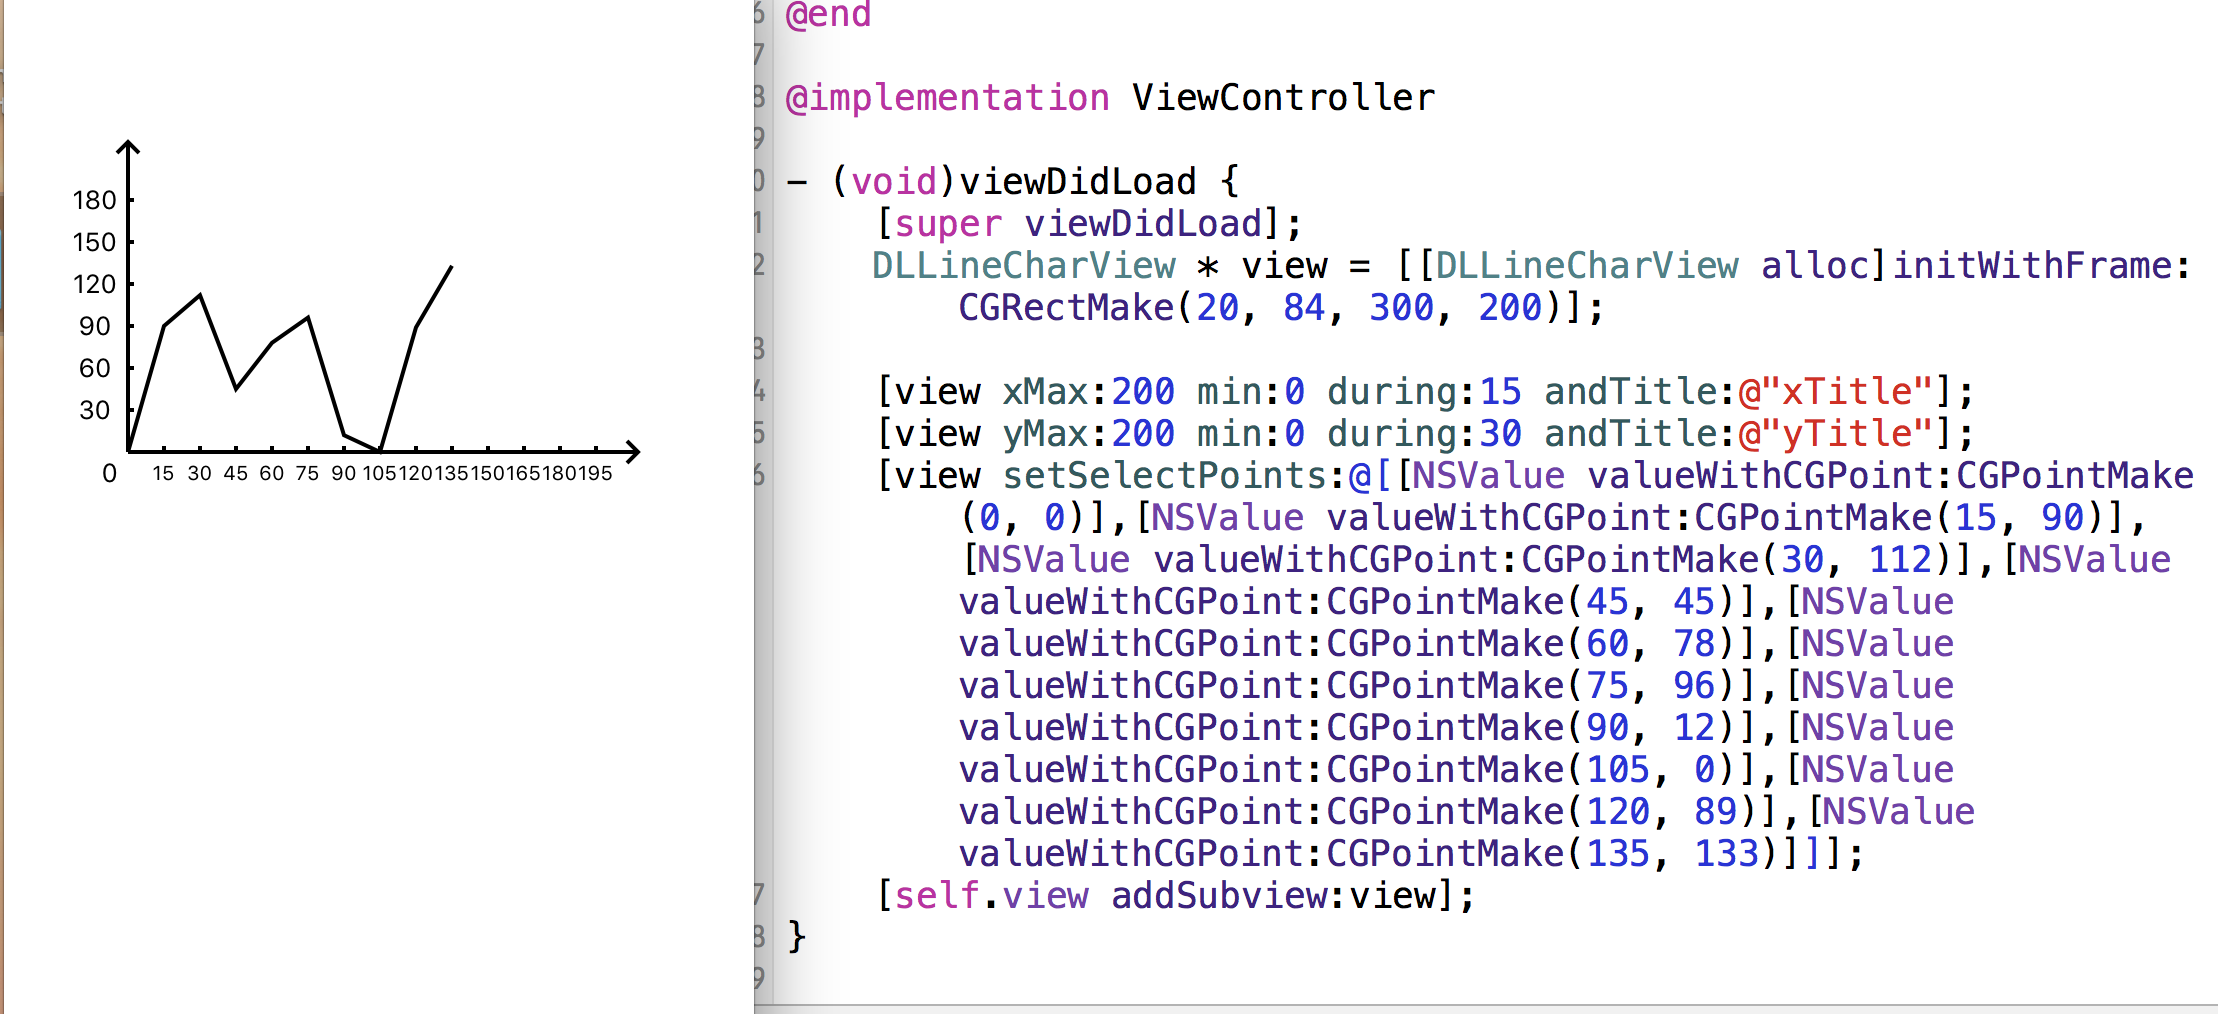 180
150
120
90
60
30
0 15 30 45 60 75 90 105 120 135 150 165 180 195
6 @end
7
8 @implementation ViewController
9
0 - (void)viewDidLoad {
1 [super viewDidLoad];
2 DLLineCharView * view = [[DLLineCharView alloc]initWithFrame:
CGRectMake(20, 84, 300, 200)];
3
4 [view xMax:200 min:0 during:15 andTitle:@"xTitle"];
5 [view yMax:200 min:0 during:30 andTitle:@"yTitle"];
6 [view setSelectPoints:@[[NSValue valueWithCGPoint:CGPointMake
(0, 0)],[NSValue valueWithCGPoint:CGPointMake(15, 90)],
[NSValue valueWithCGPoint:CGPointMake(30, 112)],[NSValue
valueWithCGPoint:CGPointMake(45, 45)],[NSValue
valueWithCGPoint:CGPointMake(60, 78)],[NSValue
valueWithCGPoint:CGPointMake(75, 96)],[NSValue
valueWithCGPoint:CGPointMake(90, 12)],[NSValue
valueWithCGPoint:CGPointMake(105, 0)],[NSValue
valueWithCGPoint:CGPointMake(120, 89)],[NSValue
valueWithCGPoint:CGPointMake(135, 133)]]];
7 [self.view addSubview:view];
8 }
9